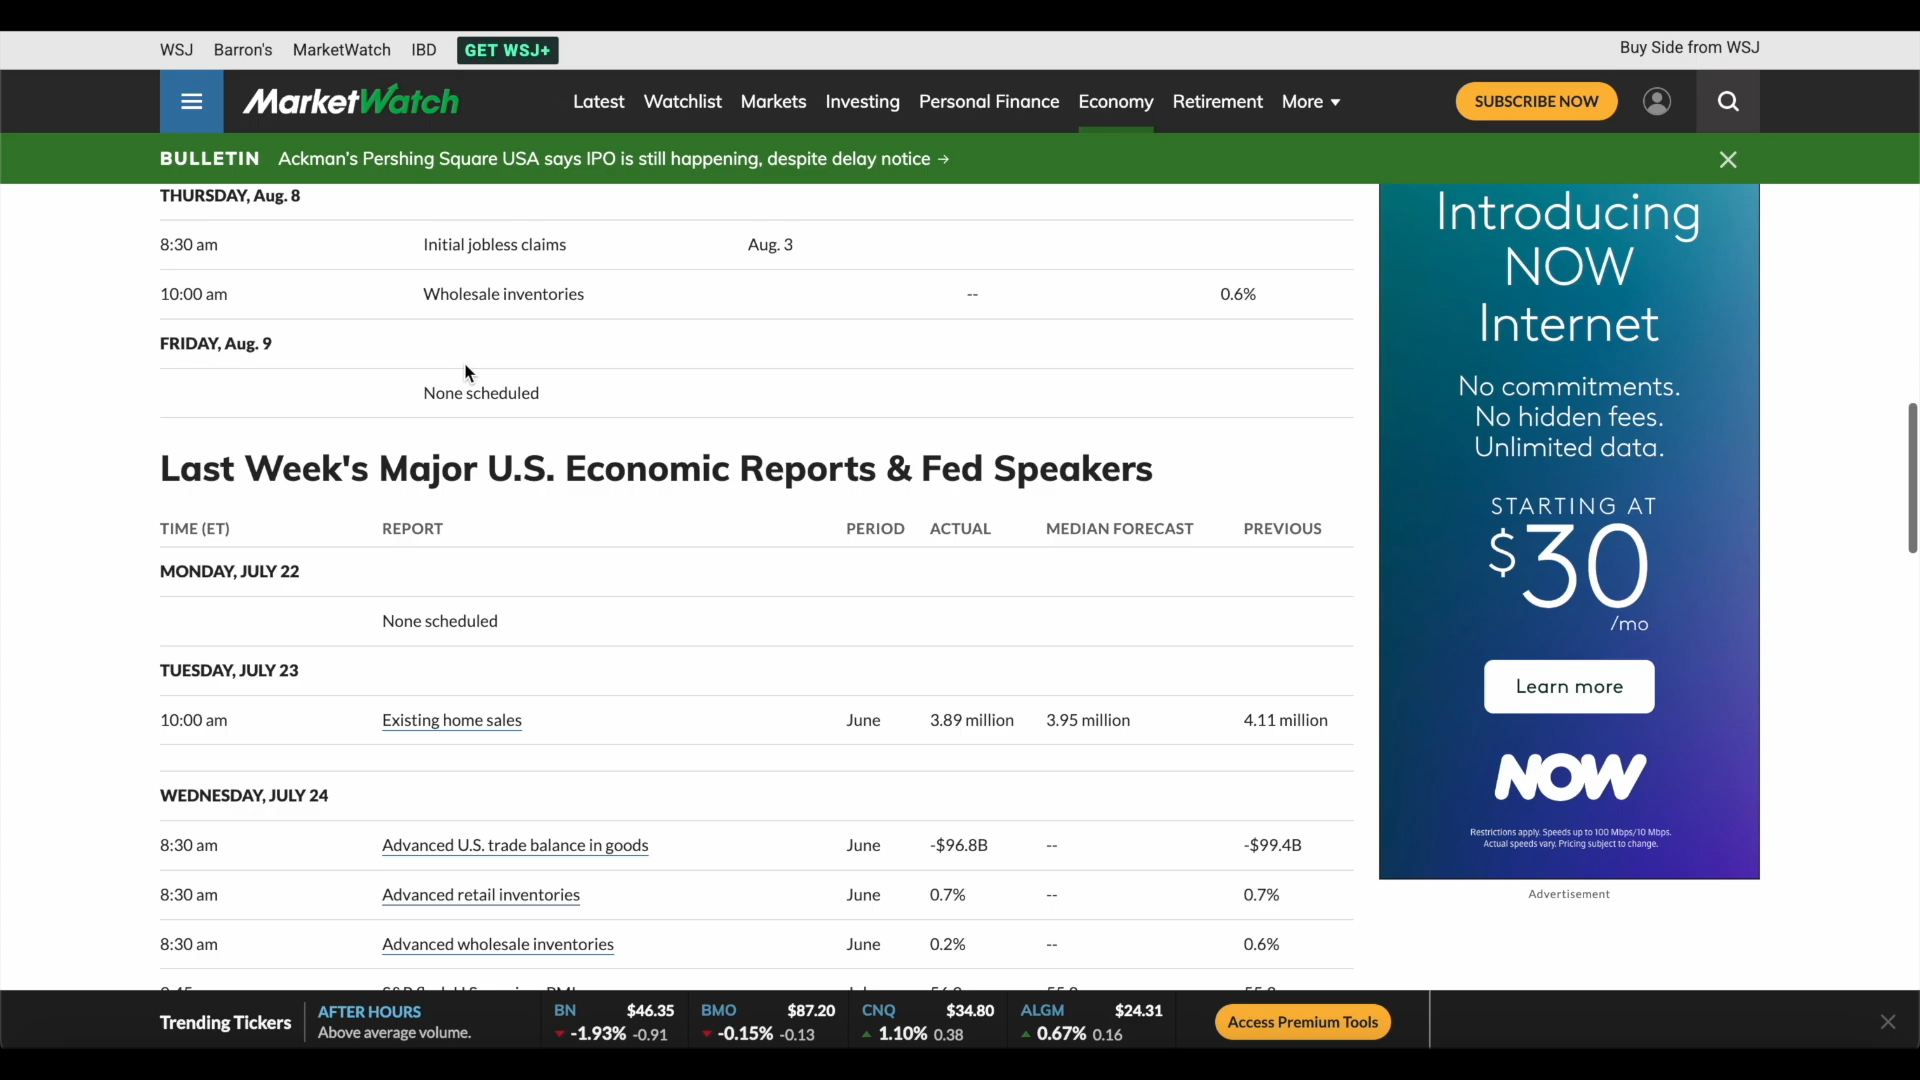 WSJ Barron's MarketWatch IBD GET WSJ+ Buy Side from WSJ
MarketWatch Latest Watchlist Markets Investing Personal Finance Economy Retirement More SUBSCRIBE NOW
BULLETIN Ackman's Pershing Square USA says IPO is still happening, despite delay notice →
THURSDAY, Aug. 8
8:30 am Initial jobless claims Aug. 3
10:00 am Wholesale inventories -- 0.6%
FRIDAY, Aug. 9
None scheduled
Last Week's Major U.S. Economic Reports & Fed Speakers
TIME (ET) REPORT PERIOD ACTUAL MEDIAN FORECAST PREVIOUS
MONDAY, JULY 22
None scheduled
TUESDAY, JULY 23
10:00 am Existing home sales June 3.89 million 3.95 million 4.11 million
WEDNESDAY, JULY 24
8:30 am Advanced U.S. trade balance in goods June -$96.8B -- -$99.4B
8:30 am Advanced retail inventories June 0.7% -- 0.7%
8:30 am Advanced wholesale inventories June 0.2% -- 0.6%
Introducing
NOW
Internet
No commitments.
No hidden fees.
Unlimited data.
STARTING AT
$30
/mo
Learn more
NOW
Restrictions apply. Speeds up to 100 Mbps/10 Mbps.
Actual speeds vary. Pricing subject to change.
Advertisement
Trending Tickers
AFTER HOURS
Above average volume.
BN $46.35
-1.93% -0.91
BMO $87.20
-0.15% -0.13
CNQ $34.80
1.10% 0.38
ALGM $24.31
0.67% 0.16
Access Premium Tools